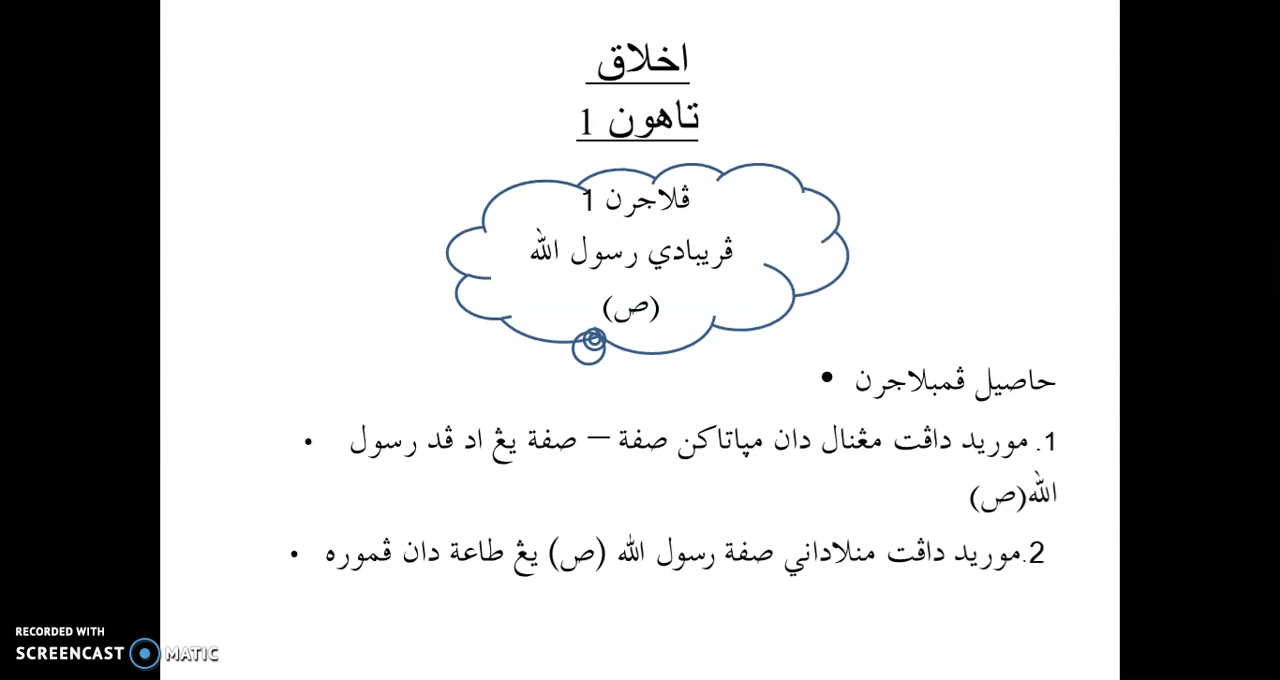 اخلاق
تاهون 1
ڤلاجرن 1
ڤريبادي رسول الله
(ص)
• حاصيل ڤمبلاجرن
• 1. موريد داڤت مڠنال دان مڽاتاكن صفة – صفة يڠ اد ڤد رسول
الله(ص)
• 2.موريد داڤت منلاداني صفة رسول الله (ص) يڠ طاعة دان ڤموره
RECORDED WITH
SCREENCAST MATIC